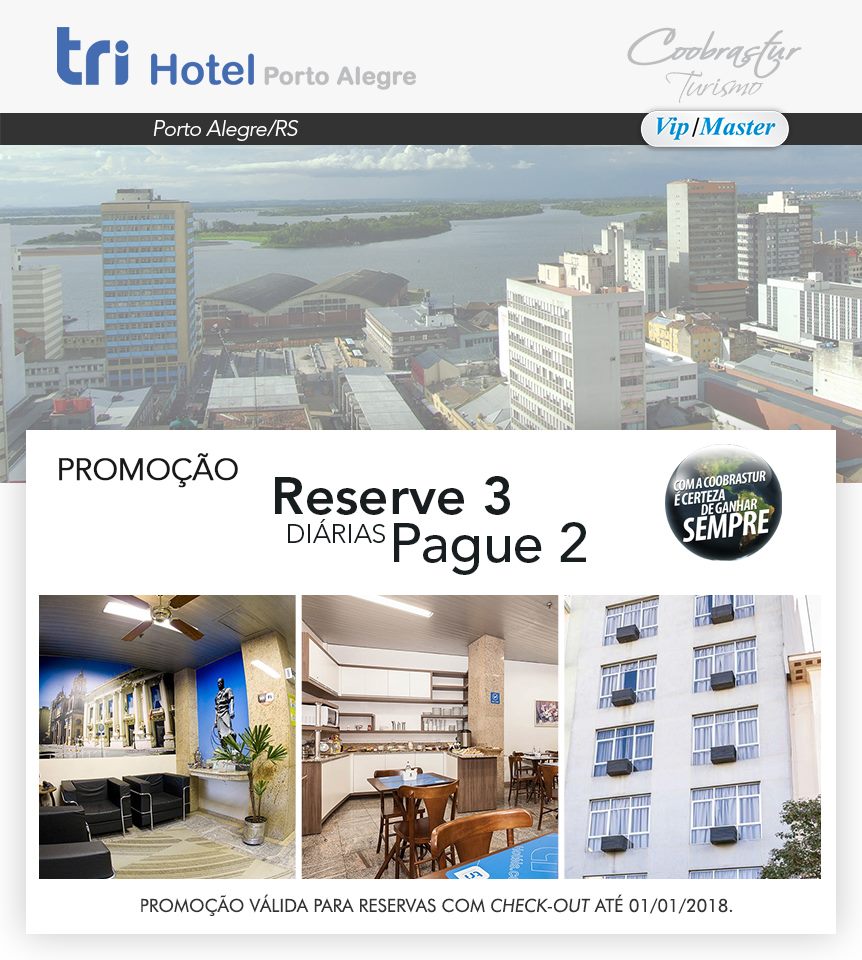 tri Hotel Porto Alegre
Coobrastur
Turismo
Porto Alegre/RS
Vip/Master
PROMOÇÃO
Reserve 3
DIÁRIAS Pague 2
COM A COOBRASTUR
É CERTEZA
DE GANHAR
SEMPRE
PROMOÇÃO VÁLIDA PARA RESERVAS COM CHECK-OUT ATÉ 01/01/2018.